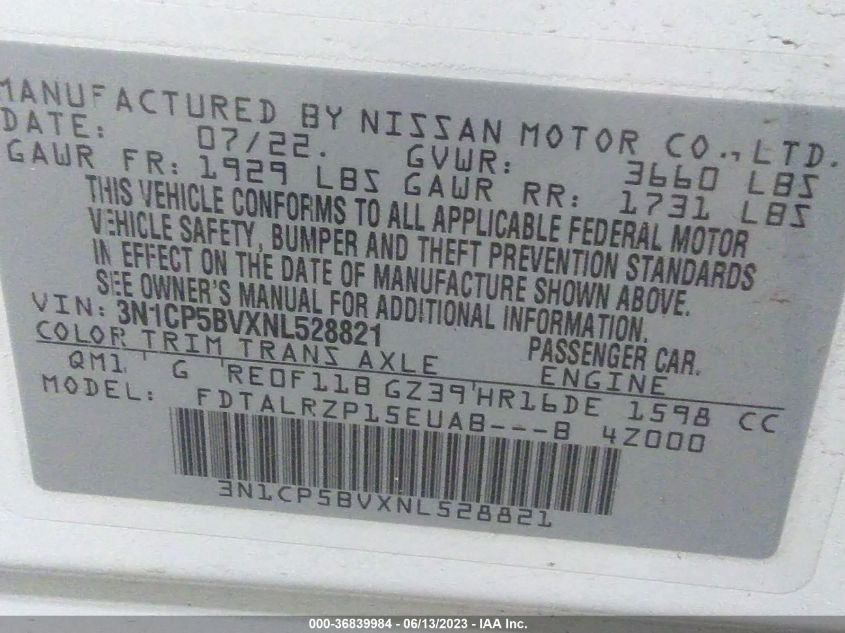 MANUFACTURED BY NISSAN MOTOR CO., LTD.
DATE: 07/22. GVWR: 3660 LBS
GAWR FR: 1929 LBS GAWR RR: 1731 LBS
THIS VEHICLE CONFORMS TO ALL APPLICABLE FEDERAL MOTOR
VEHICLE SAFETY, BUMPER AND THEFT PREVENTION STANDARDS
IN EFFECT ON THE DATE OF MANUFACTURE SHOWN ABOVE.
SEE OWNER'S MANUAL FOR ADDITIONAL INFORMATION.
VIN: 3N1CP5BVXNL528821 PASSENGER CAR.
COLOR TRIM TRANS AXLE ENGINE
QM1 ' G 'RE0F11B GZ39'HR16DE 1598 CC
MODEL: FDTALRZP15EUAB---B 4Z000
3N1CP5BVXNL528821
000-36839984 - 06/13/2023 - IAA Inc.